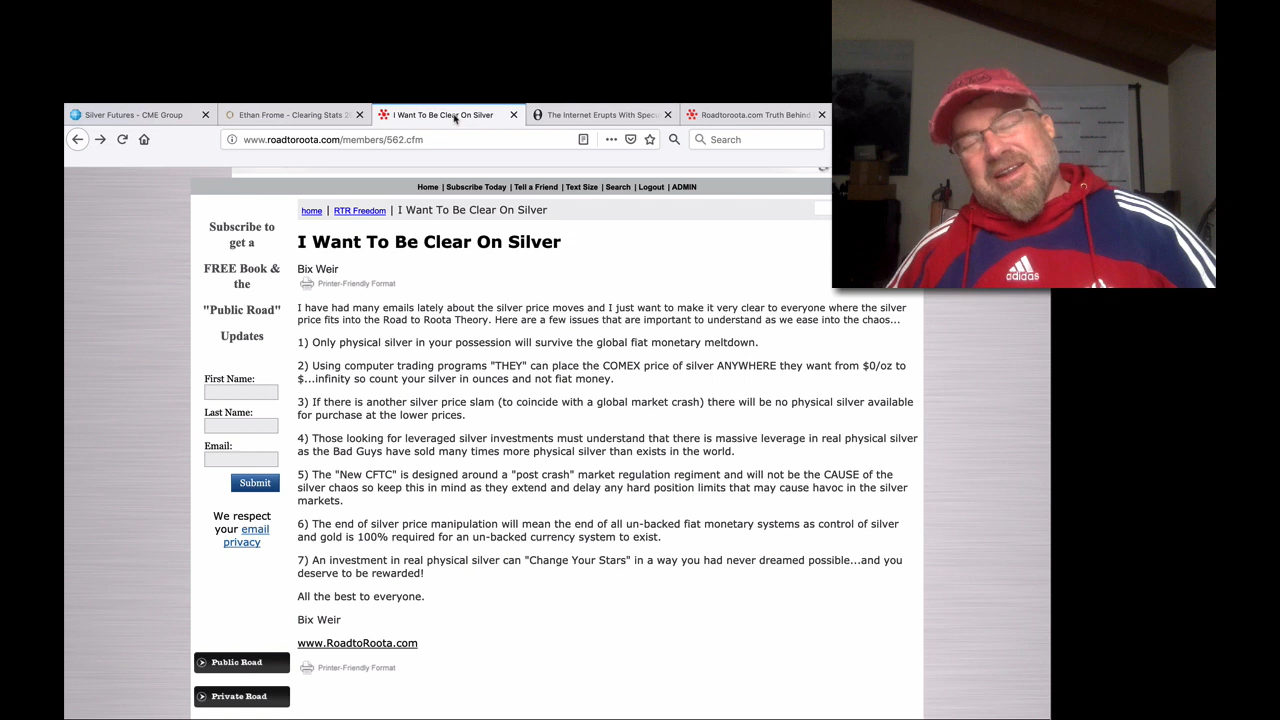 Silver Futures - CME Group
Ethan Frome - Clearing Stats 2
I Want To Be Clear On Silver
The Internet Erupts With Speci
Roadtoroota.com Truth Behind
www.roadtoroota.com/members/562.cfm
Search
Home | Subscribe Today | Tell a Friend | Text Size | Search | Logout | ADMIN
home | RTR Freedom | I Want To Be Clear On Silver
Subscribe to
get a
FREE Book &
the
"Public Road"
Updates
First Name:
Last Name:
Email:
Submit
We respect
your email
privacy
Public Road
Private Road
I Want To Be Clear On Silver
Bix Weir
Printer-Friendly Format
I have had many emails lately about the silver price moves and I just want to make it very clear to everyone where the silver
price fits into the Road to Roota Theory. Here are a few issues that are important to understand as we ease into the chaos...
1) Only physical silver in your possession will survive the global fiat monetary meltdown.
2) Using computer trading programs "THEY" can place the COMEX price of silver ANYWHERE they want from $0/oz to
$...infinity so count your silver in ounces and not fiat money.
3) If there is another silver price slam (to coincide with a global market crash) there will be no physical silver available
for purchase at the lower prices.
4) Those looking for leveraged silver investments must understand that there is massive leverage in real physical silver
as the Bad Guys have sold many times more physical silver than exists in the world.
5) The "New CFTC" is designed around a "post crash" market regulation regiment and will not be the CAUSE of the
silver chaos so keep this in mind as they extend and delay any hard position limits that may cause havoc in the silver
markets.
6) The end of silver price manipulation will mean the end of all un-backed fiat monetary systems as control of silver
and gold is 100% required for an un-backed currency system to exist.
7) An investment in real physical silver can "Change Your Stars" in a way you had never dreamed possible...and you
deserve to be rewarded!
All the best to everyone.
Bix Weir
www.RoadtoRoota.com
Printer-Friendly Format
adidas